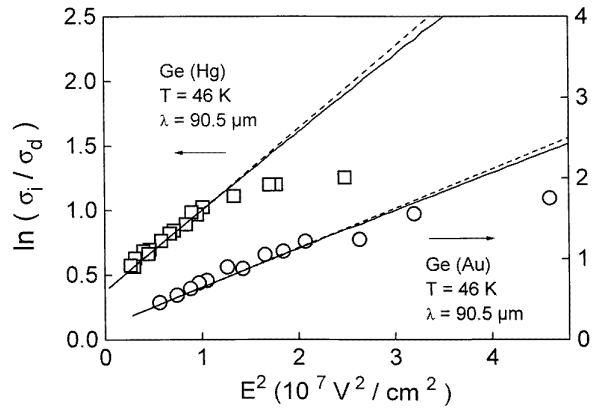 2.5
2.0
1.5
1.0
0.5
0.0
ln ( σi / σd )
Ge (Hg)
T = 46 K
λ = 90.5 µm
4
3
2
1
0
Ge (Au)
T = 46 K
λ = 90.5 µm
0 1 2 3 4
E² (10⁷ V² / cm²)